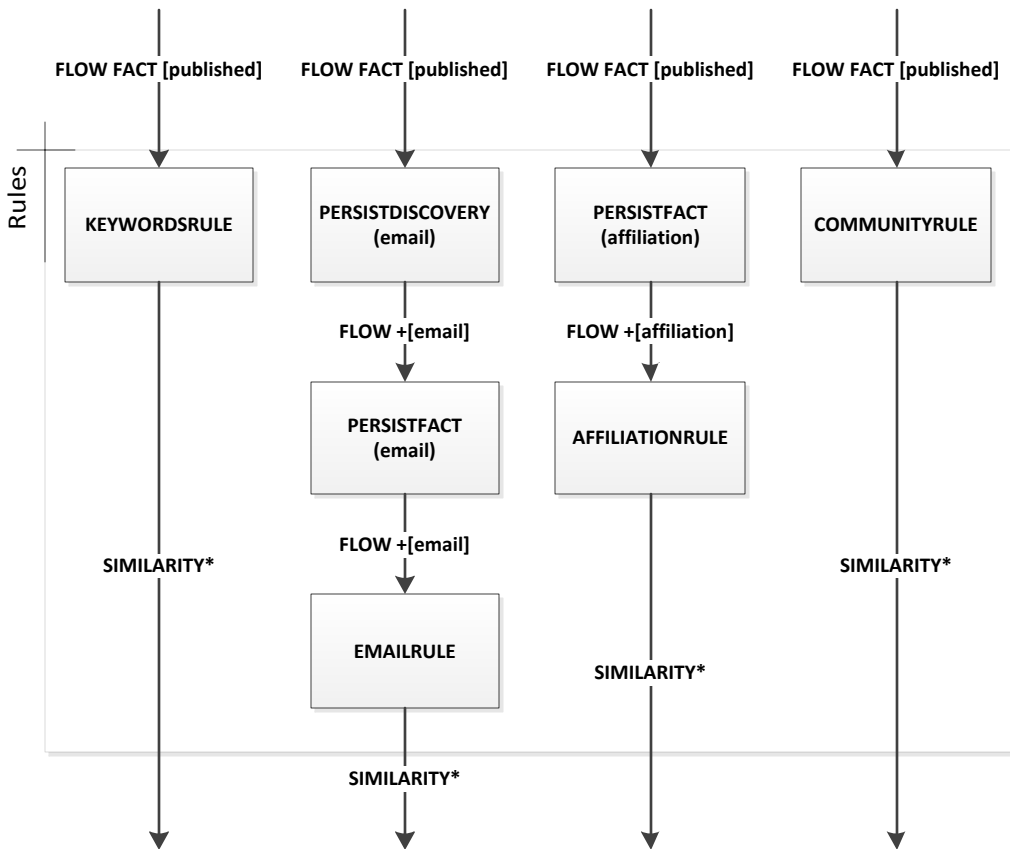 FLOW FACT [published]
FLOW FACT [published]
FLOW FACT [published]
FLOW FACT [published]
Rules
KEYWORDSRULE
PERSISTDISCOVERY
(email)
PERSISTFACT
(affiliation)
COMMUNITYRULE
FLOW +[email]
FLOW +[affiliation]
PERSISTFACT
(email)
AFFILIATIONRULE
FLOW +[email]
SIMILARITY*
SIMILARITY*
EMAILRULE
SIMILARITY*
SIMILARITY*